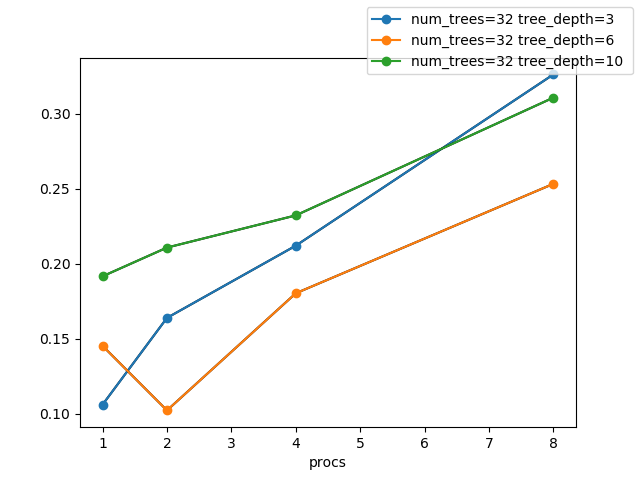 num_trees=32 tree_depth=3
num_trees=32 tree_depth=6
num_trees=32 tree_depth=10
0.30
0.25
0.20
0.15
0.10
1 2 3 4 5 6 7 8
procs